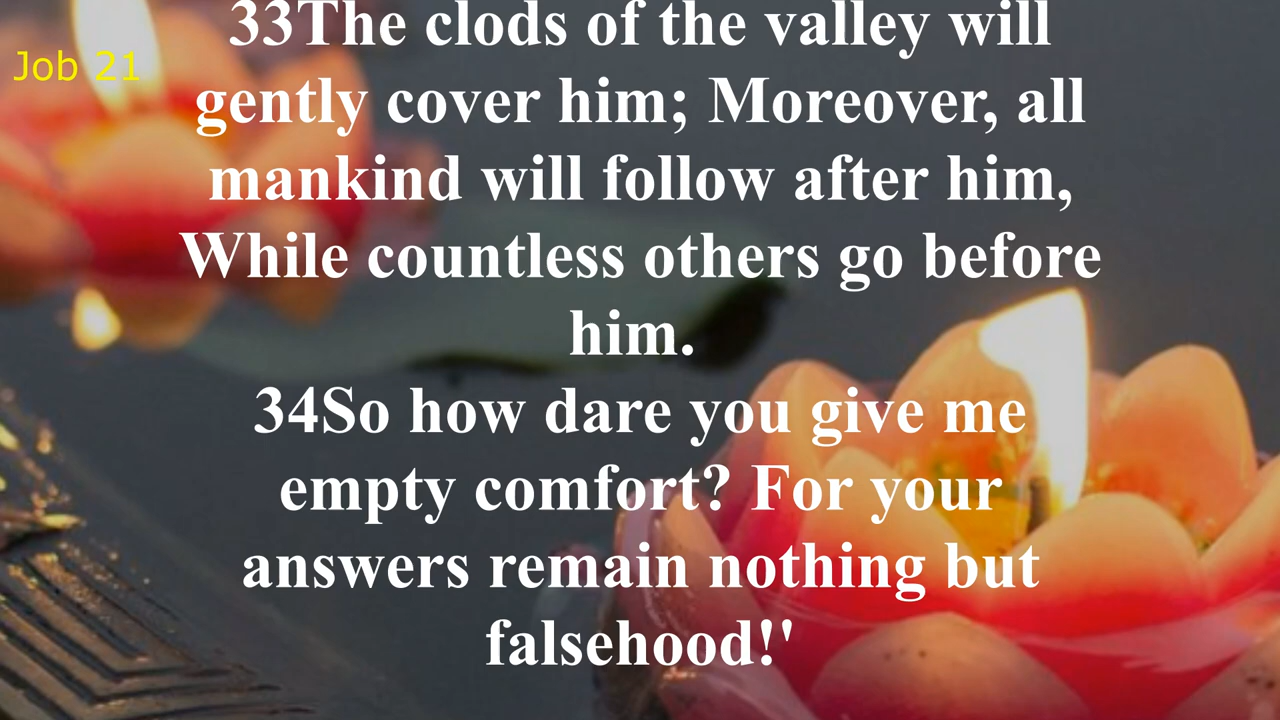 33The clods of the valley will
Job 21
gently cover him; Moreover, all
mankind will follow after him,
While countless others go before
him.
34So how dare you give me
empty comfort? For your
answers remain nothing but
falsehood!'